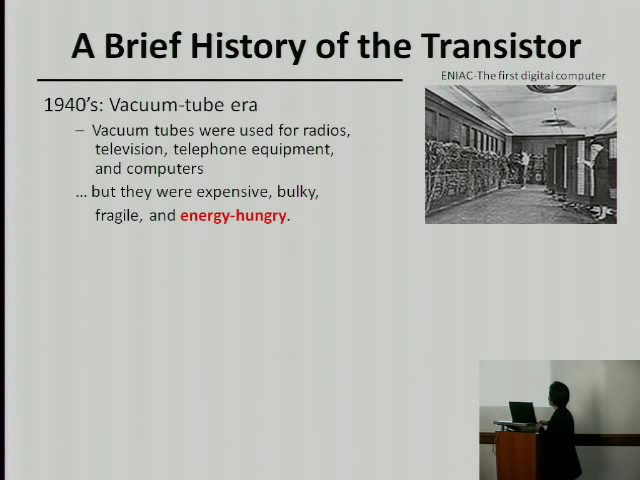 A Brief History of the Transistor
ENIAC-The first digital computer
1940's: Vacuum-tube era
– Vacuum tubes were used for radios,
television, telephone equipment,
and computers
... but they were expensive, bulky,
fragile, and energy-hungry.